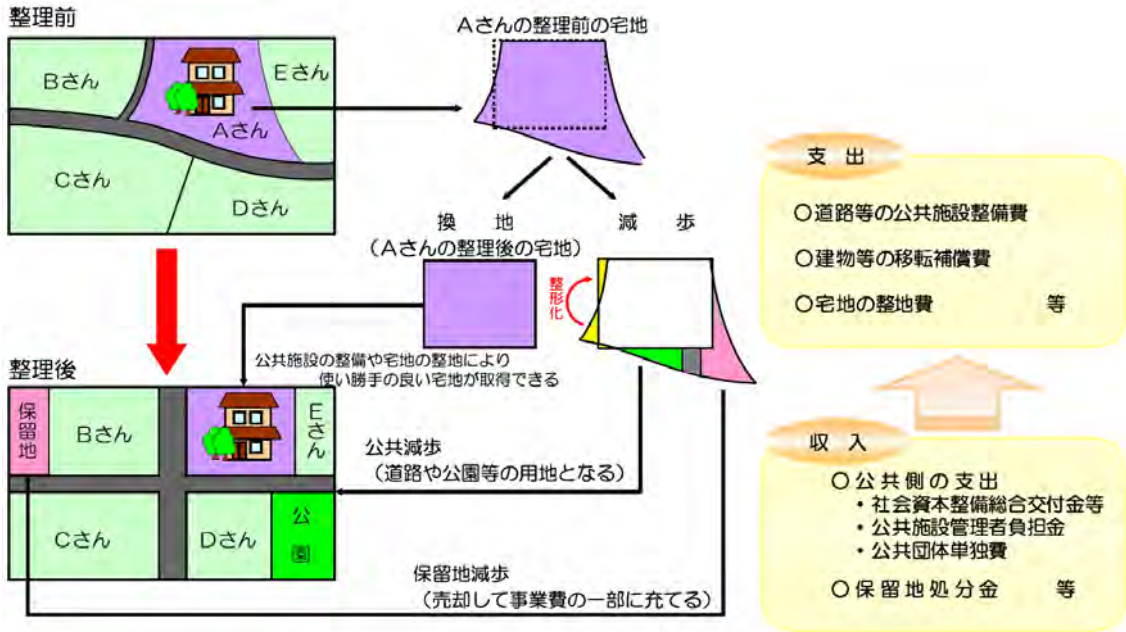 整理前
Bさん
Eさん
Aさん
Cさん
Dさん
Aさんの整理前の宅地
換　地
（Aさんの整理後の宅地）
減　歩
整形化
公共施設の整備や宅地の整地により
使い勝手の良い宅地が取得できる
整理後
保留地
Bさん
Eさん
Cさん
Dさん
公園
公共減歩
（道路や公園等の用地となる）
保留地減歩
（売却して事業費の一部に充てる）
支　出
〇道路等の公共施設整備費
〇建物等の移転補償費
〇宅地の整地費　　　等
収　入
〇公共側の支出
・社会資本整備総合交付金等
・公共施設管理者負担金
・公共団体単独費
〇保留地処分金　　等